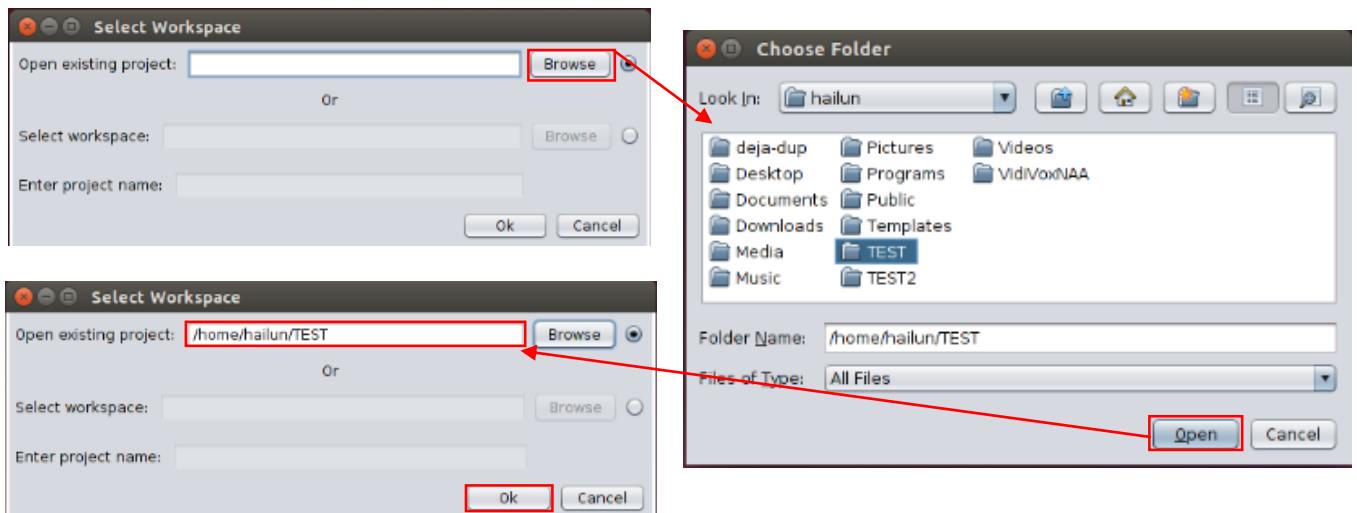 Select Workspace
Open existing project: Browse
Or
Select workspace: Browse
Enter project name:
Ok Cancel
Choose Folder
Look In: hailun
deja-dup Pictures Videos
Desktop Programs VidiVoxNAA
Documents Public
Downloads Templates
Media TEST
Music TEST2
Folder Name: /home/hailun/TEST
Files of Type: All Files
Open Cancel
Select Workspace
Open existing project: /home/hailun/TEST Browse
Or
Select workspace: Browse
Enter project name:
Ok Cancel